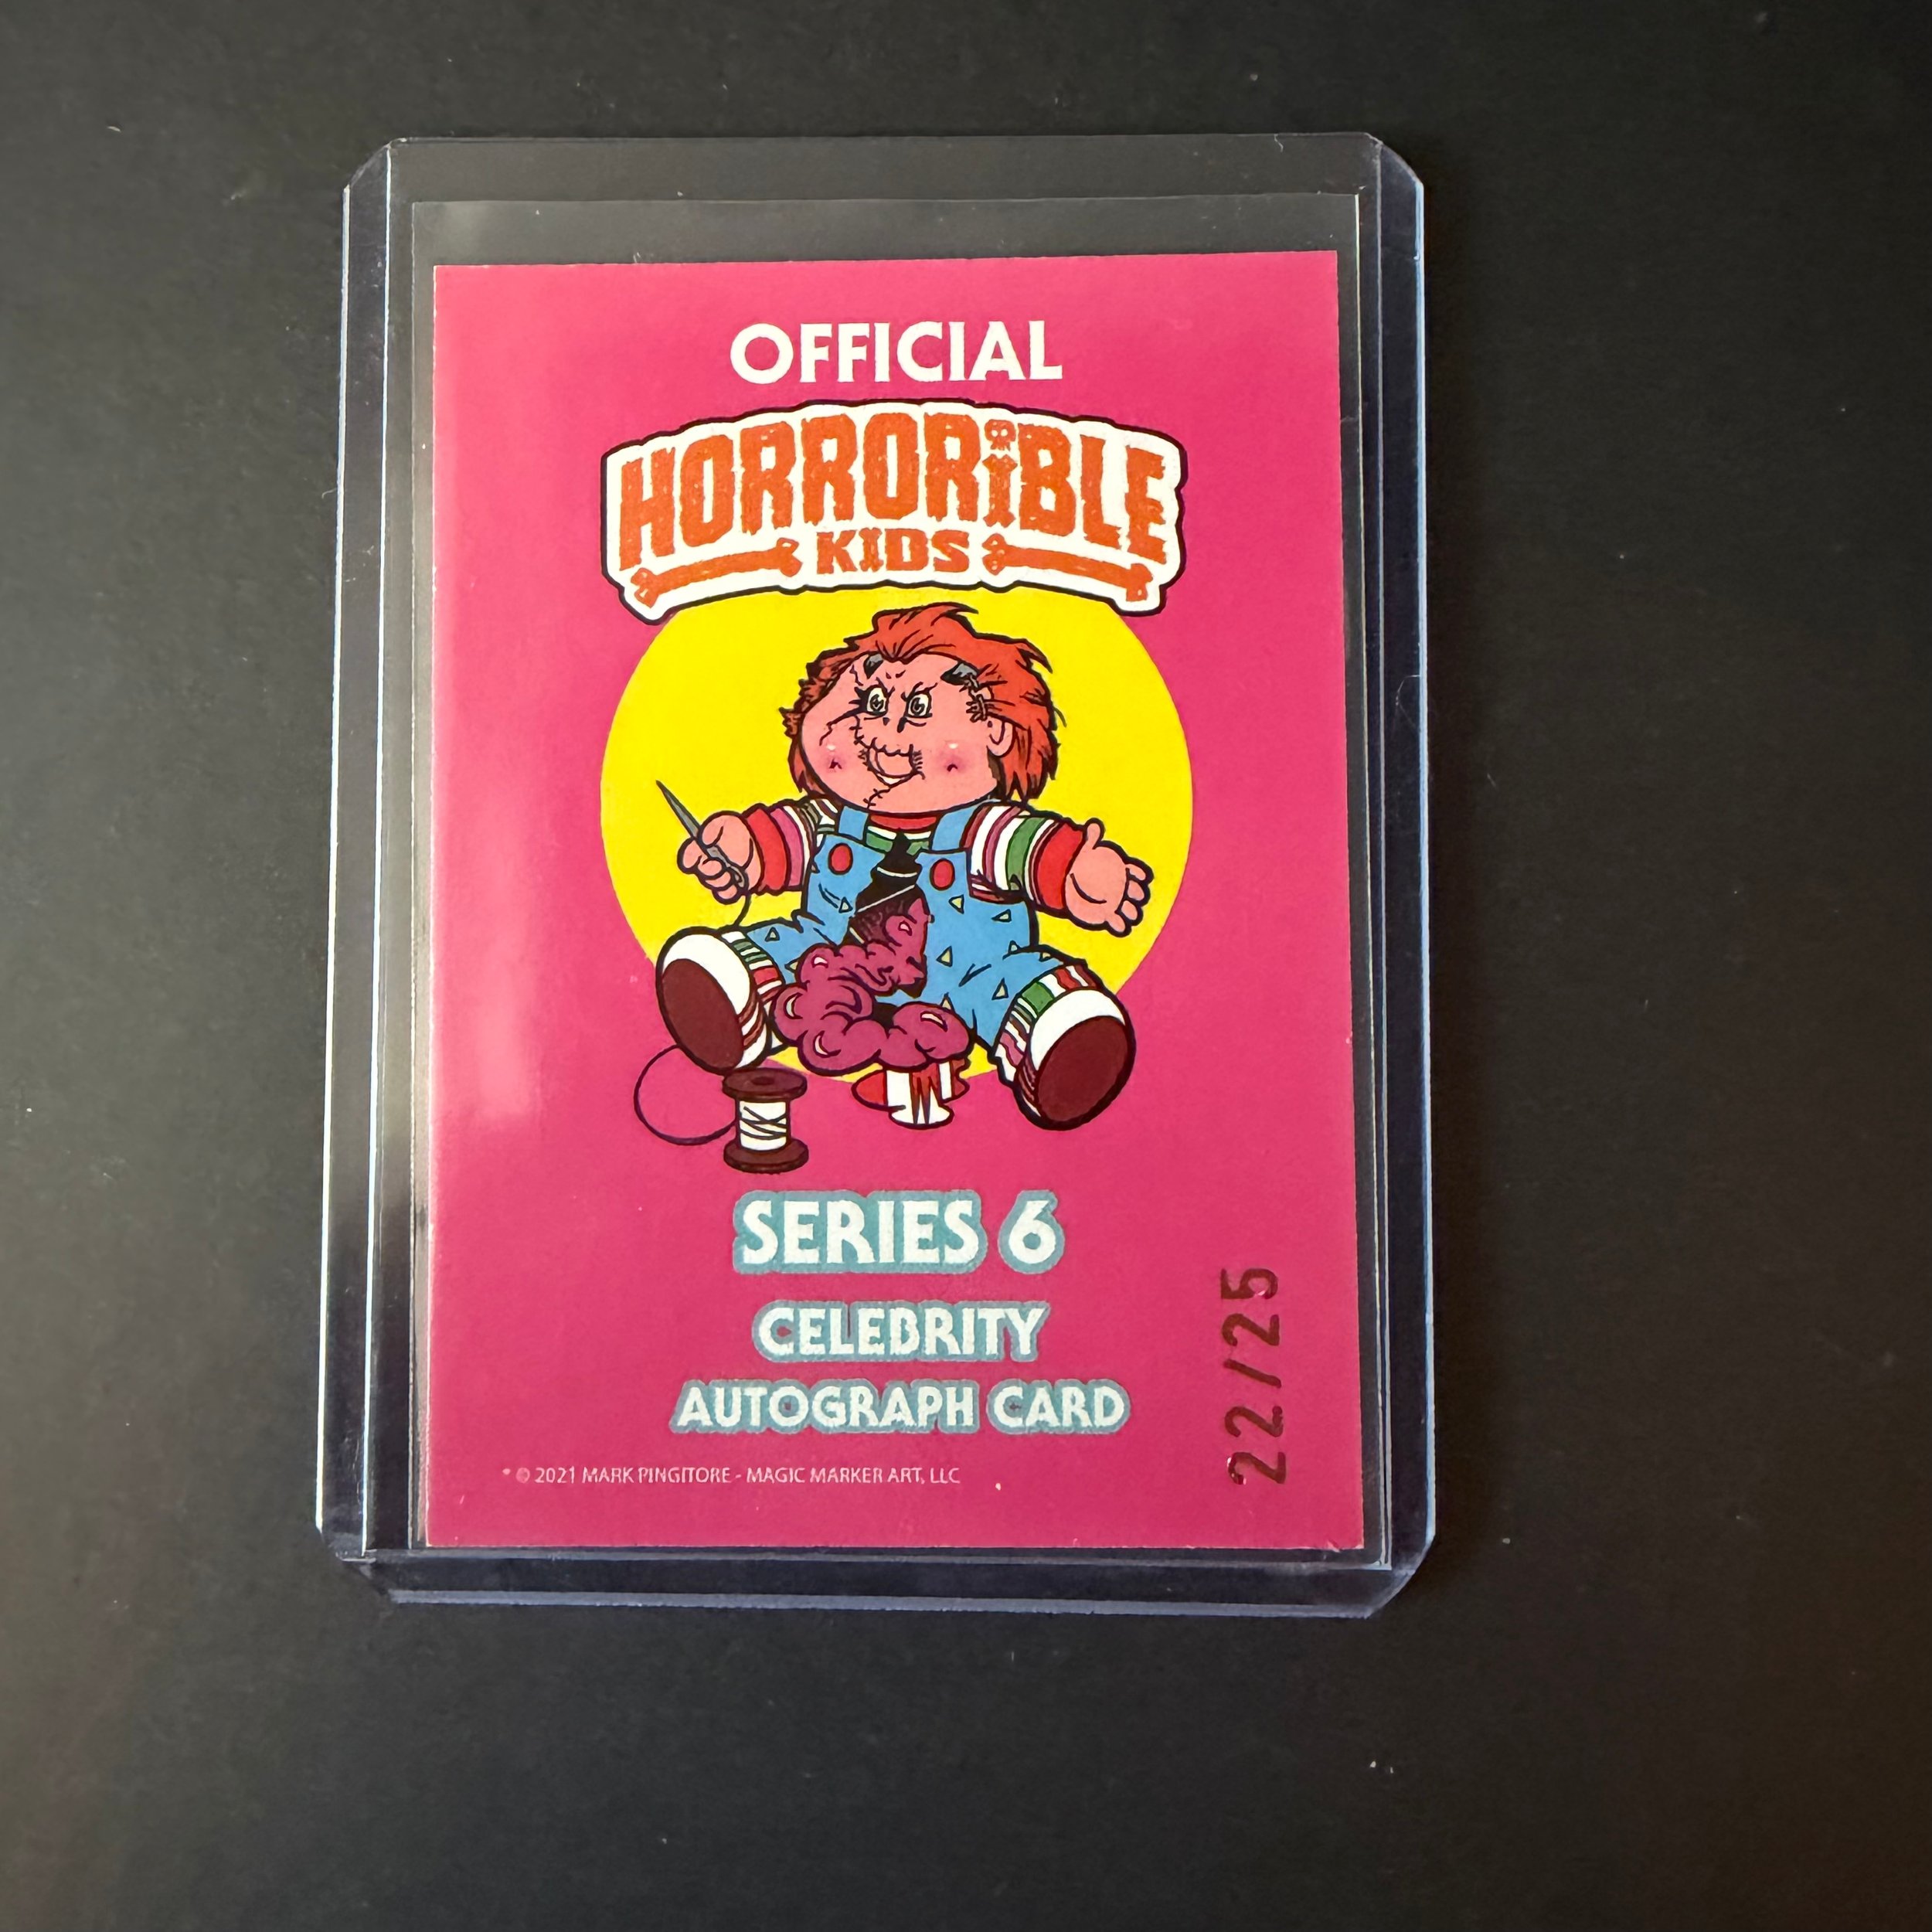 OFFICIAL
HORRORiBLE
KIDS
SERIES 6
CELEBRITY
AUTOGRAPH CARD
22/25
* © 2021 MARK PINGITORE - MAGIC MARKER ART, LLC